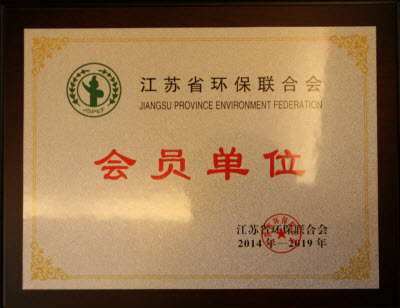 江苏省环保联合会
JIANGSU PROVINCE ENVIRONMENT FEDERATION
JSPEF
会员单位
江苏省环保联合会
2014年—2019年